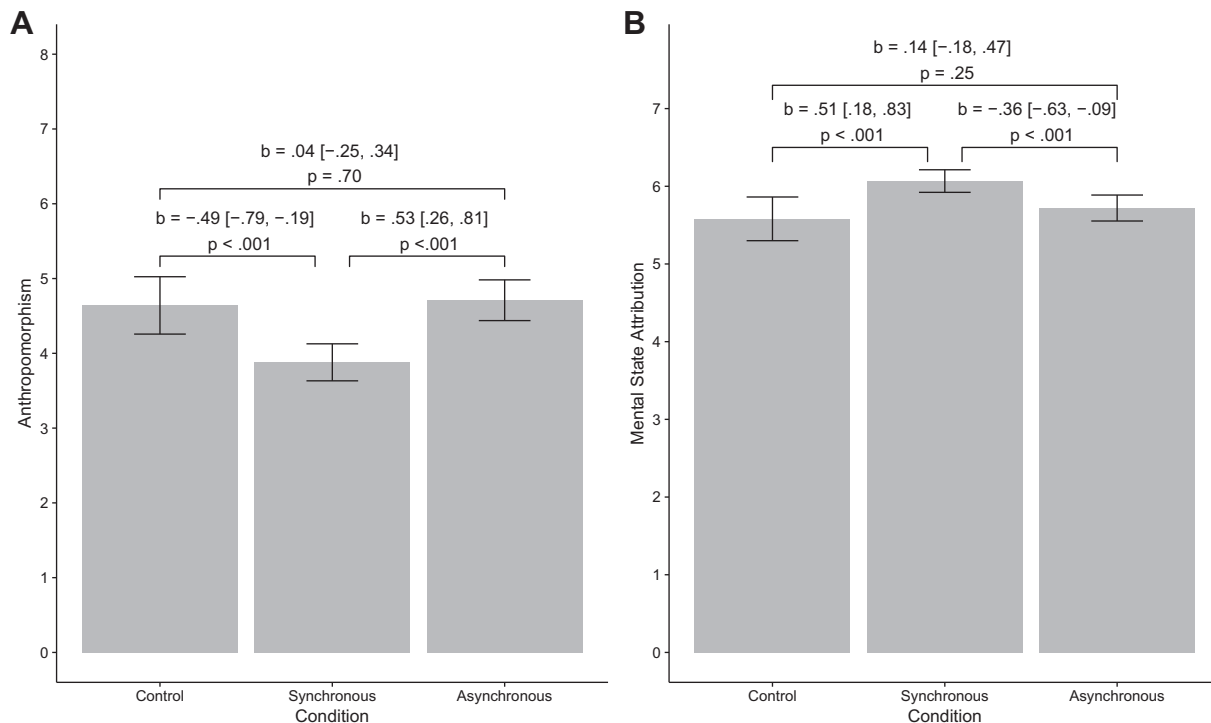 A
8
7
6
5
4
3
2
1
0
Anthropomorphism
b = .04 [−.25, .34]
p = .70
b = −.49 [−.79, −.19]
p < .001
b = .53 [.26, .81]
p < .001
Control
Synchronous
Asynchronous
Condition
B
7
6
5
4
3
2
1
0
Mental State Attribution
b = .14 [−.18, .47]
p = .25
b = .51 [.18, .83]
p < .001
b = −.36 [−.63, −.09]
p < .001
Control
Synchronous
Asynchronous
Condition